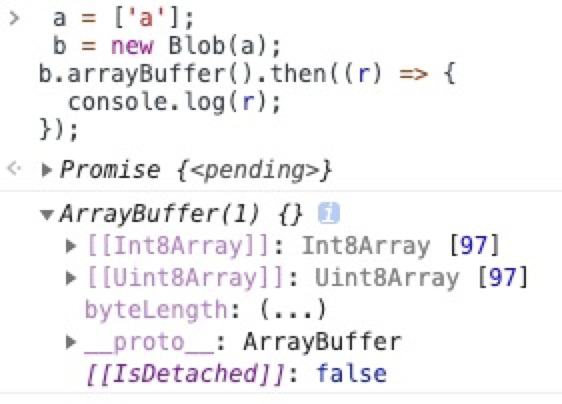 > a = ['a'];
b = new Blob(a);
b.arrayBuffer().then((r) => {
console.log(r);
});
Promise {<pending>}
ArrayBuffer(1) {} i
[[Int8Array]]: Int8Array [97]
[[Uint8Array]]: Uint8Array [97]
byteLength: (...)
__proto__: ArrayBuffer
[[IsDetached]]: false